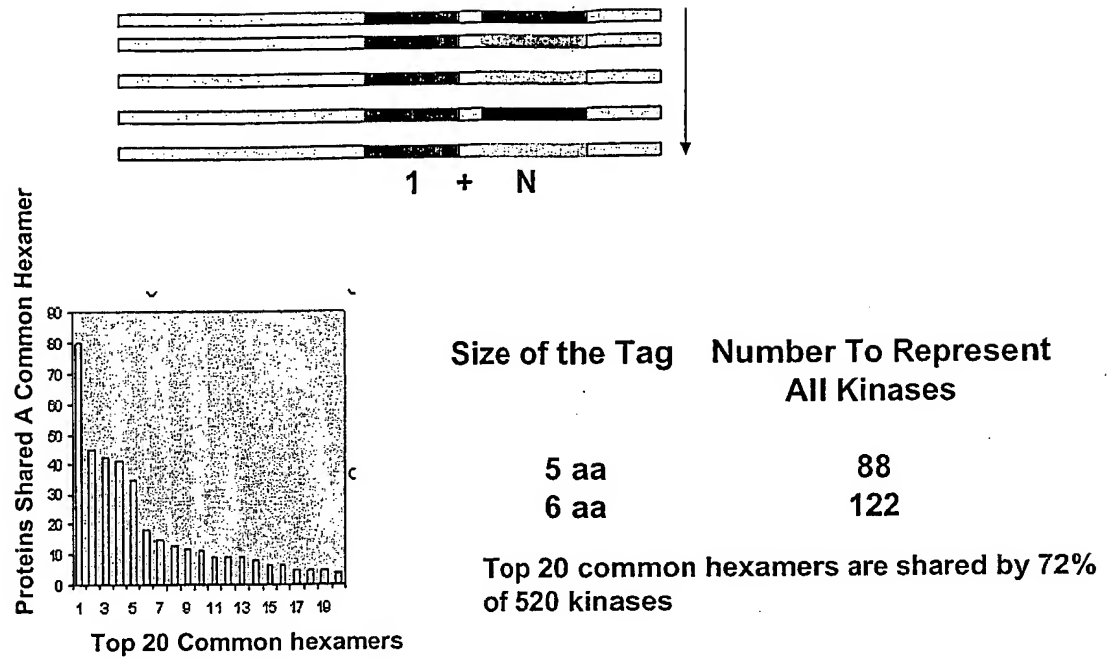 1 + N
Proteins Shared A Common Hexamer
90
80
70
60
50
40
30
20
10
0
1 3 5 7 9 11 13 15 17 19
Top 20 Common hexamers
Size of the Tag Number To Represent
All Kinases
5 aa 88
6 aa 122
Top 20 common hexamers are shared by 72%
of 520 kinases